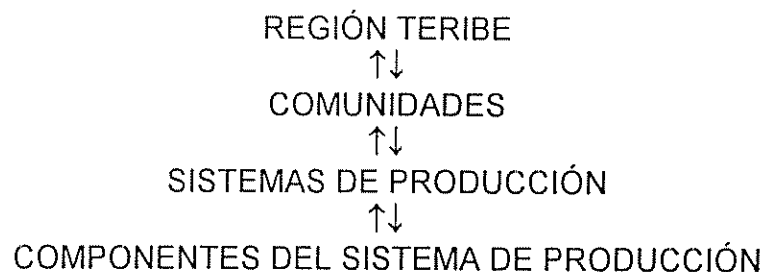 REGIÓN TERIBE
↑↓
COMUNIDADES
↑↓
SISTEMAS DE PRODUCCIÓN
↑↓
COMPONENTES DEL SISTEMA DE PRODUCCIÓN